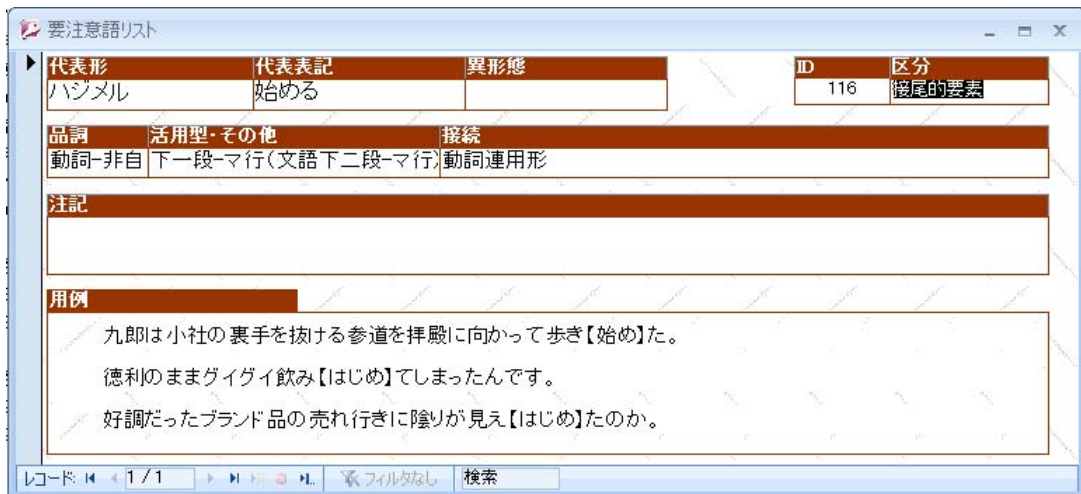 要注意語リスト
代表形 代表表記 異形態 ID 区分
ハジメル 始める 116 接尾的要素
品詞 活用型・その他 接続
動詞-非自 下一段-マ行(文語下二段-マ行) 動詞連用形
注記
用例
九郎は小社の裏手を抜ける参道を拝殿に向かって歩き【始め】た。
徳利のままグイグイ飲み【はじめ】てしまったんです。
好調だったブランド品の売れ行きに陰りが見え【はじめ】たのか。
レコード: 1 / 1 フィルタなし 検索